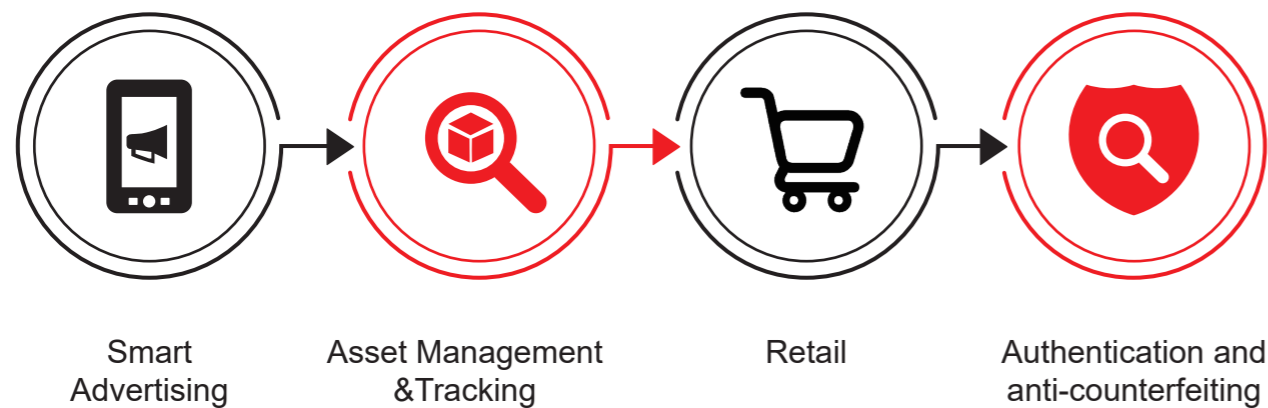 Smart
Advertising
Asset Management
&Tracking
Retail
Authentication and
anti-counterfeiting